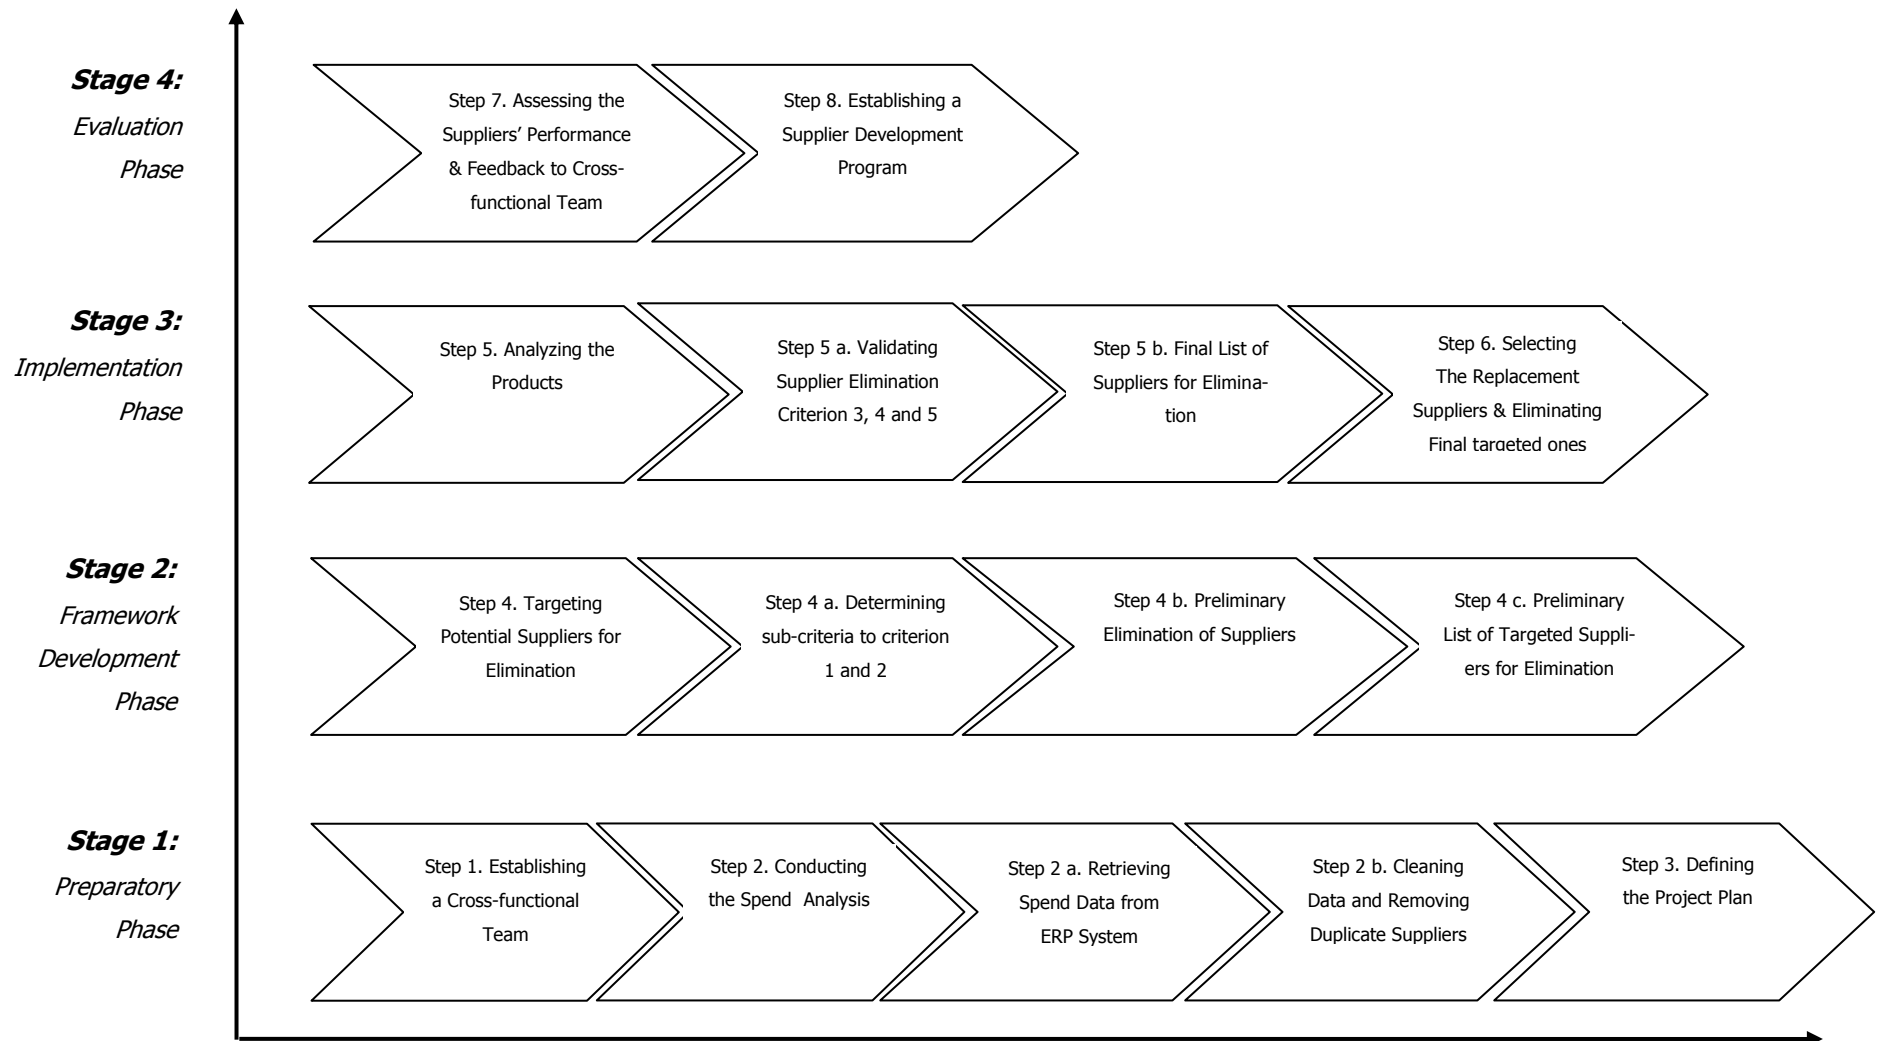 Stage 4:
Evaluation
Phase
Step 7. Assessing the
Suppliers’ Performance
& Feedback to Cross-
functional Team
Step 8. Establishing a
Supplier Development
Program
Stage 3:
Implementation
Phase
Step 5. Analyzing the
Products
Step 5 a. Validating
Supplier Elimination
Criterion 3, 4 and 5
Step 5 b. Final List of
Suppliers for Elimina-
tion
Step 6. Selecting
The Replacement
Suppliers & Eliminating
Final targeted ones
Stage 2:
Framework
Development
Phase
Step 4. Targeting
Potential Suppliers for
Elimination
Step 4 a. Determining
sub-criteria to criterion
1 and 2
Step 4 b. Preliminary
Elimination of Suppliers
Step 4 c. Preliminary
List of Targeted Suppli-
ers for Elimination
Stage 1:
Preparatory
Phase
Step 1. Establishing
a Cross-functional
Team
Step 2. Conducting
the Spend  Analysis
Step 2 a. Retrieving
Spend Data from
ERP System
Step 2 b. Cleaning
Data and Removing
Duplicate Suppliers
Step 3. Defining
the Project Plan